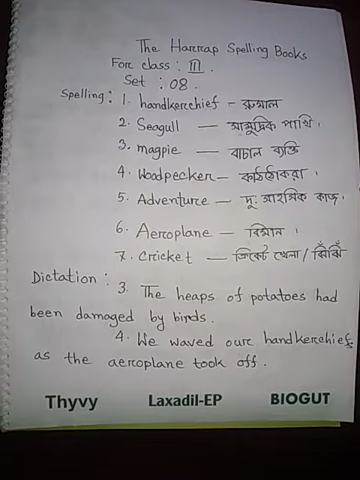 The Harrap Spelling Books
For class : III.
Set : 08.
Spelling : 1. handkerchief - রুমাল
2. Seagull — সামুদ্রিক পাখি।
3. magpie — বাচাল ব্যক্তি
4. Woodpecker - কাঠঠোকরা।
5. Adventure — দুঃসাহসিক কাজ।
6. Aeroplane — বিমান।
7. Cricket — ক্রিকেট খেলা/ঝিঁঝিঁ
Dictation : 3. The heaps of potatoes had
been damaged by birds.
4. We waved our handkerchiefs
as the aeroplane took off.
Thyvy Laxadil-EP BIOGUT